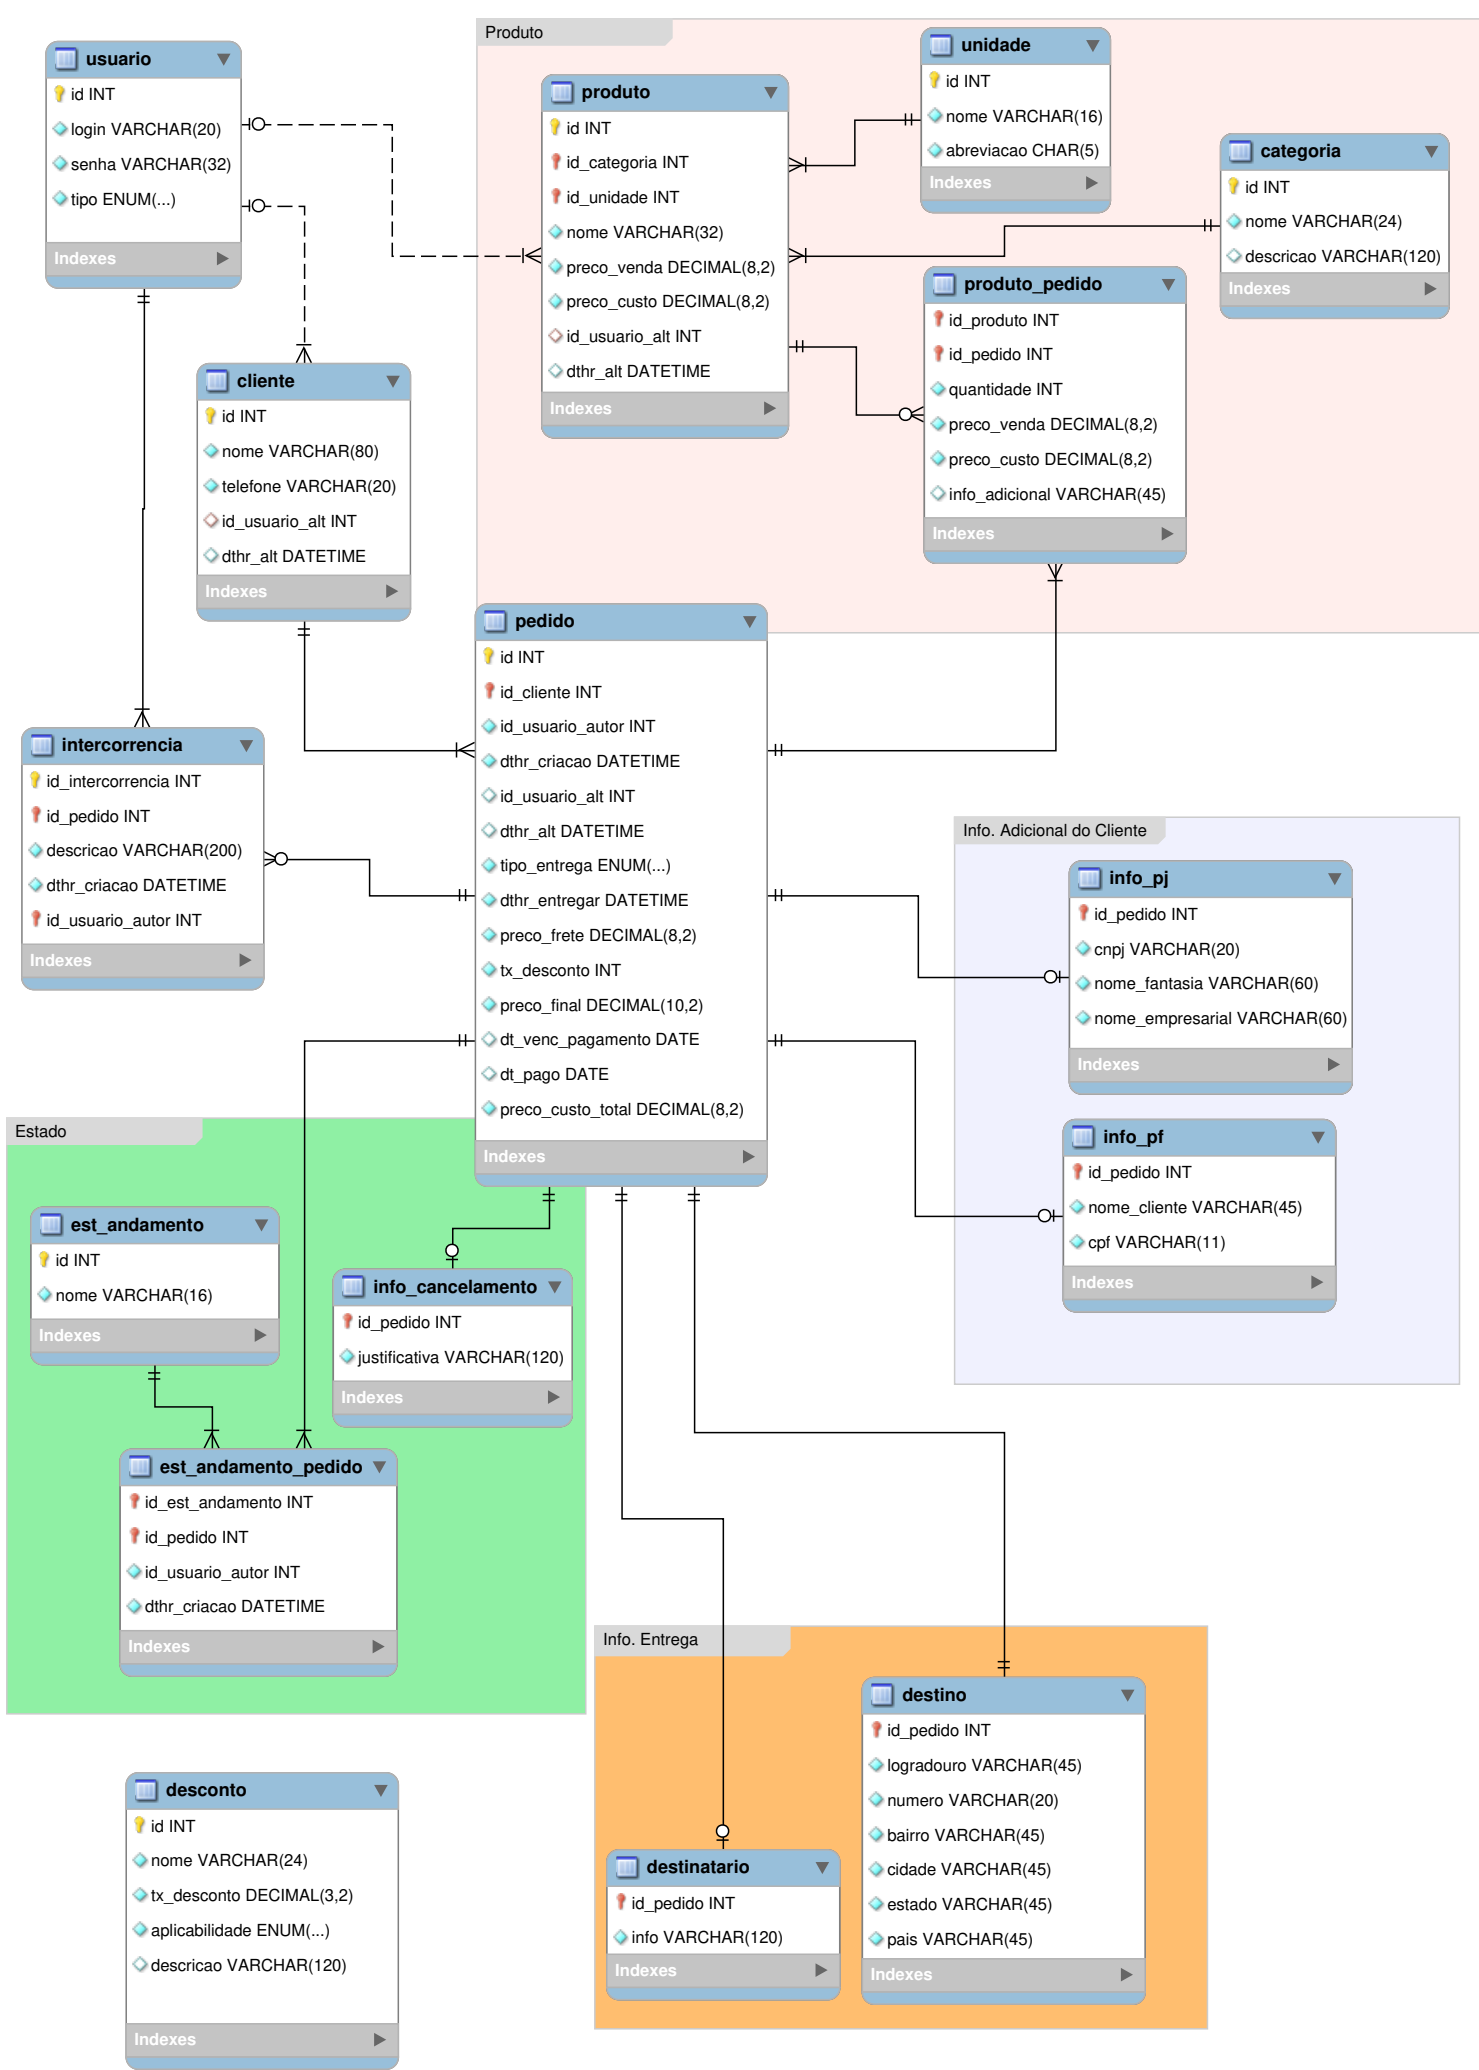 usuario
id INT
login VARCHAR(20)
senha VARCHAR(32)
tipo ENUM(...)
Indexes
Produto
produto
id INT
id_categoria INT
id_unidade INT
nome VARCHAR(32)
preco_venda DECIMAL(8,2)
preco_custo DECIMAL(8,2)
id_usuario_alt INT
dthr_alt DATETIME
Indexes
unidade
id INT
nome VARCHAR(16)
abreviacao CHAR(5)
Indexes
categoria
id INT
nome VARCHAR(24)
descricao VARCHAR(120)
Indexes
produto_pedido
id_produto INT
id_pedido INT
quantidade INT
preco_venda DECIMAL(8,2)
preco_custo DECIMAL(8,2)
info_adicional VARCHAR(45)
Indexes
cliente
id INT
nome VARCHAR(80)
telefone VARCHAR(20)
id_usuario_alt INT
dthr_alt DATETIME
Indexes
pedido
id INT
id_cliente INT
id_usuario_autor INT
dthr_criacao DATETIME
id_usuario_alt INT
dthr_alt DATETIME
tipo_entrega ENUM(...)
dthr_entregar DATETIME
preco_frete DECIMAL(8,2)
tx_desconto INT
preco_final DECIMAL(10,2)
dt_venc_pagamento DATE
dt_pago DATE
preco_custo_total DECIMAL(8,2)
Indexes
intercorrencia
id_intercorrencia INT
id_pedido INT
descricao VARCHAR(200)
dthr_criacao DATETIME
id_usuario_autor INT
Indexes
Info. Adicional do Cliente
info_pj
id_pedido INT
cnpj VARCHAR(20)
nome_fantasia VARCHAR(60)
nome_empresarial VARCHAR(60)
Indexes
info_pf
id_pedido INT
nome_cliente VARCHAR(45)
cpf VARCHAR(11)
Indexes
Estado
est_andamento
id INT
nome VARCHAR(16)
Indexes
info_cancelamento
id_pedido INT
justificativa VARCHAR(120)
Indexes
est_andamento_pedido
id_est_andamento INT
id_pedido INT
id_usuario_autor INT
dthr_criacao DATETIME
Indexes
Info. Entrega
destino
id_pedido INT
logradouro VARCHAR(45)
numero VARCHAR(20)
bairro VARCHAR(45)
cidade VARCHAR(45)
estado VARCHAR(45)
pais VARCHAR(45)
Indexes
destinatario
id_pedido INT
info VARCHAR(120)
Indexes
desconto
id INT
nome VARCHAR(24)
tx_desconto DECIMAL(3,2)
aplicabilidade ENUM(...)
descricao VARCHAR(120)
Indexes